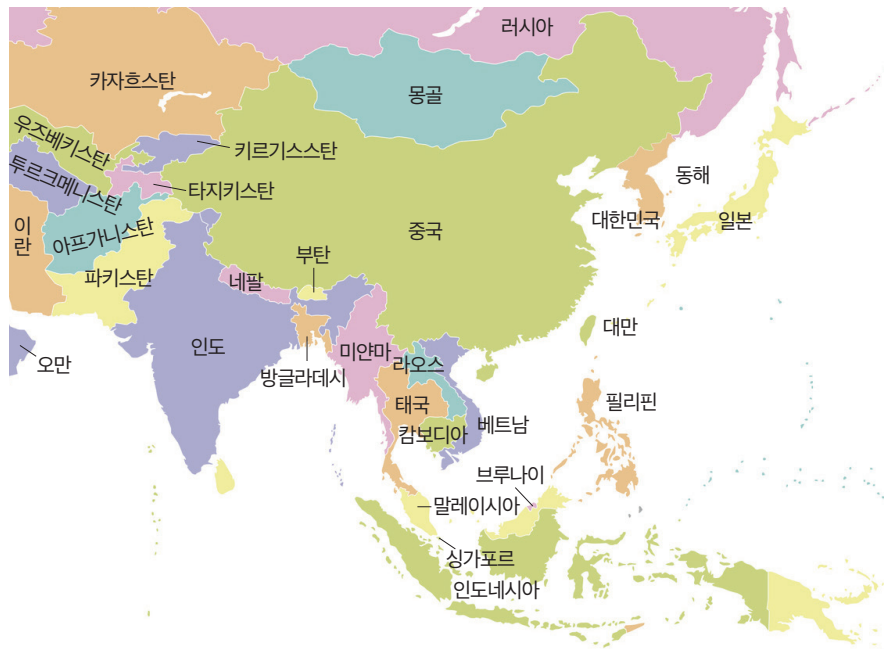 러시아
카자흐스탄
몽골
우즈베키스탄
키르기스스탄
투르크메니스탄
타지키스탄
동해
이
란
아프가니스탄
중국
대한민국
일본
파키스탄
네팔
부탄
오만
인도
방글라데시
미얀마
라오스
대만
태국
필리핀
캄보디아
베트남
브루나이
말레이시아
싱가포르
인도네시아